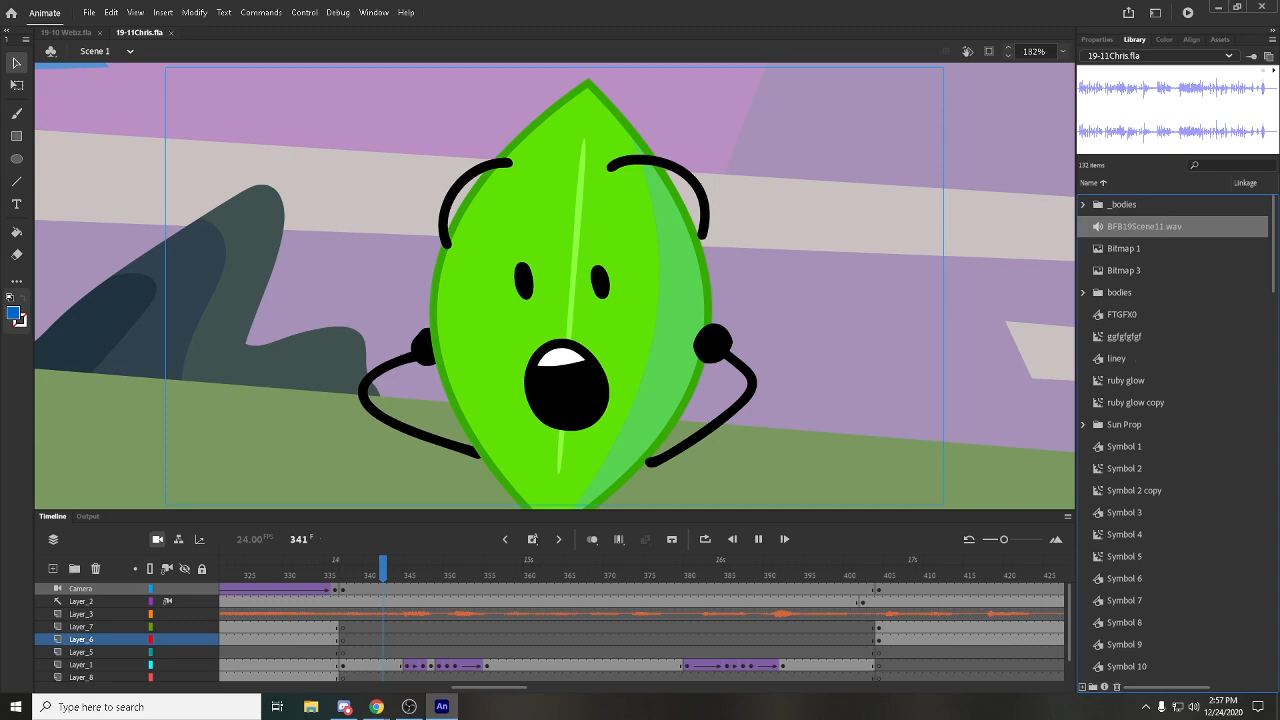 Animate
File Edit View Insert Modify Text Commands Control Debug Window Help
19-10 Webz.fla × 19-11Chris.fla ×
Scene 1
182%
Properties Library Color Align Assets
19-11Chris.fla
132 items
Name Linkage
_bodies
BFB19Scene11.wav
Bitmap 1
Bitmap 3
bodies
FTGFX0
ggfgfgfgf
liney
ruby glow
ruby glow copy
Sun Prop
Symbol 1
Symbol 2
Symbol 2 copy
Symbol 3
Symbol 4
Symbol 5
Symbol 6
Symbol 7
Symbol 8
Symbol 9
Symbol 10
Timeline Output
24.00 FPS 341 F
14 15s 16s 17s
325 330 335 340 345 350 355 360 365 370 375 380 385 390 395 400 405 410 415 420 425
Camera
Layer_2
Layer_3
Layer_7
Layer_6
Layer_5
Layer_1
Layer_8
Type here to search
2:57 PM
12/24/2020